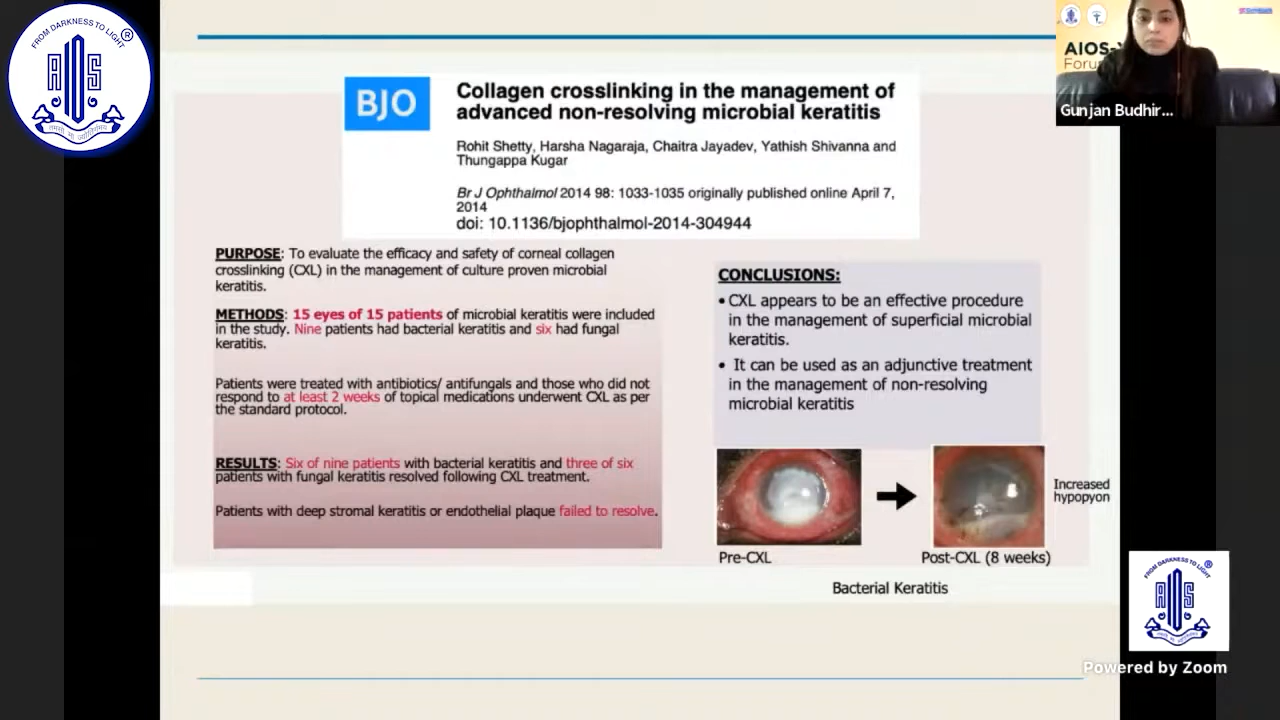 FROM DARKNESS TO LIGHT
®
AIOS
BJO
Collagen crosslinking in the management of
advanced non-resolving microbial keratitis
Rohit Shetty, Harsha Nagaraja, Chaitra Jayadev, Yathish Shivanna and
Thungappa Kugar
Br J Ophthalmol 2014 98: 1033-1035 originally published online April 7,
2014
doi: 10.1136/bjophthalmol-2014-304944
PURPOSE: To evaluate the efficacy and safety of corneal collagen
crosslinking (CXL) in the management of culture proven microbial
keratitis.
METHODS: 15 eyes of 15 patients of microbial keratitis were included
in the study. Nine patients had bacterial keratitis and six had fungal
keratitis.
Patients were treated with antibiotics/ antifungals and those who did not
respond to at least 2 weeks of topical medications underwent CXL as per
the standard protocol.
RESULTS: Six of nine patients with bacterial keratitis and three of six
patients with fungal keratitis resolved following CXL treatment.
Patients with deep stromal keratitis or endothelial plaque failed to resolve.
CONCLUSIONS:
• CXL appears to be an effective procedure
in the management of superficial microbial
keratitis.
• It can be used as an adjunctive treatment
in the management of non-resolving
microbial keratitis
Increased
hypopyon
Pre-CXL
Post-CXL (8 weeks)
Bacterial Keratitis
AIOS-
Gunjan Budhir...
FROM DARKNESS TO LIGHT
®
AIOS
Powered by Zoom